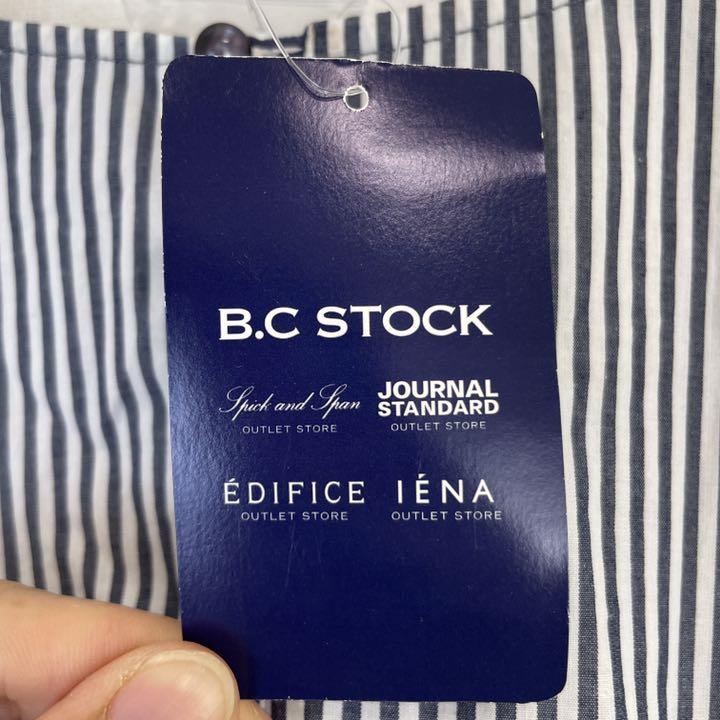 B.C STOCK
Spick and Span
OUTLET STORE
JOURNAL
STANDARD
OUTLET STORE
ÉDIFICE
OUTLET STORE
IÉNA
OUTLET STORE